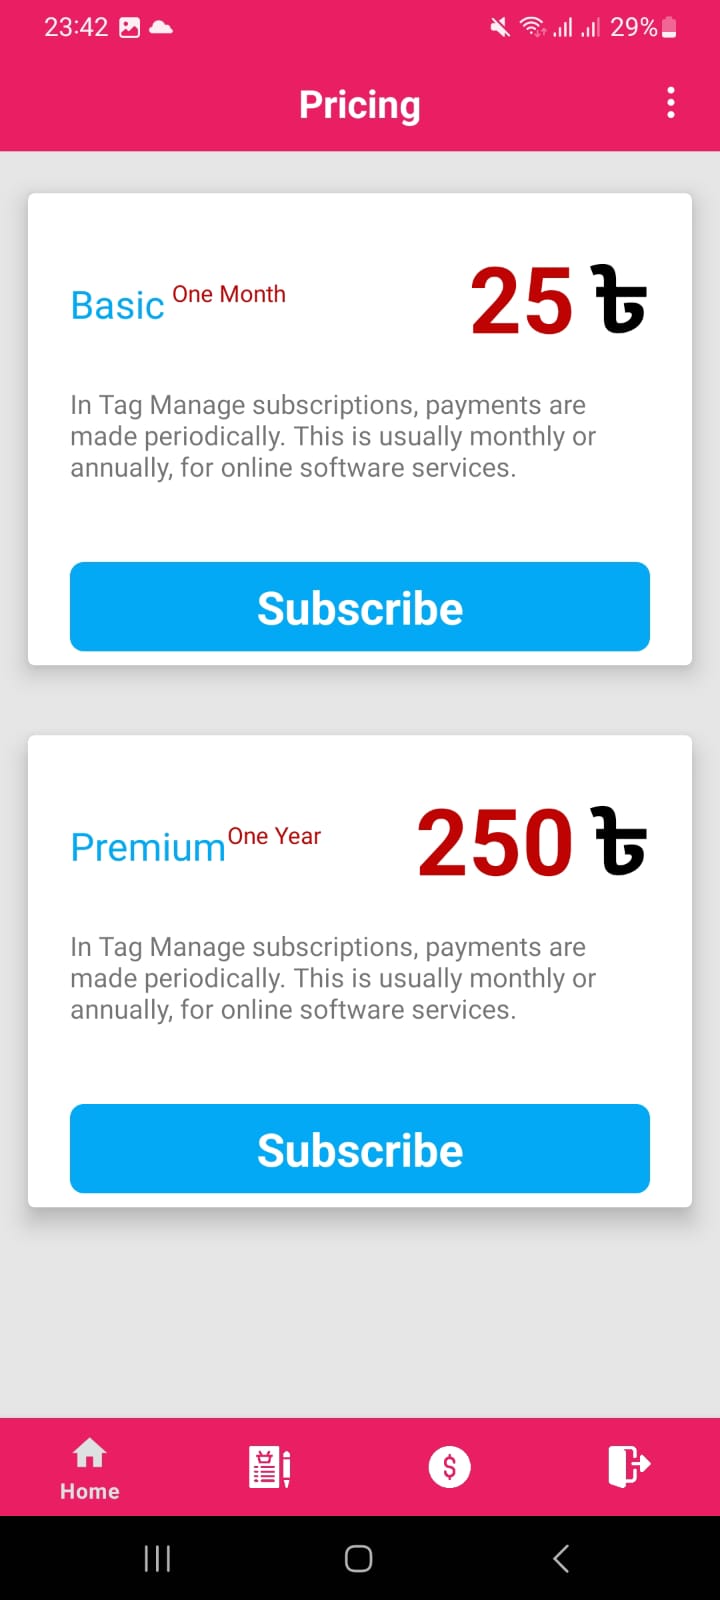 23:42 29%
Pricing
Basic One Month 25 ৳
In Tag Manage subscriptions, payments are
made periodically. This is usually monthly or
annually, for online software services.
Subscribe
Premium One Year 250 ৳
In Tag Manage subscriptions, payments are
made periodically. This is usually monthly or
annually, for online software services.
Subscribe
$
Home